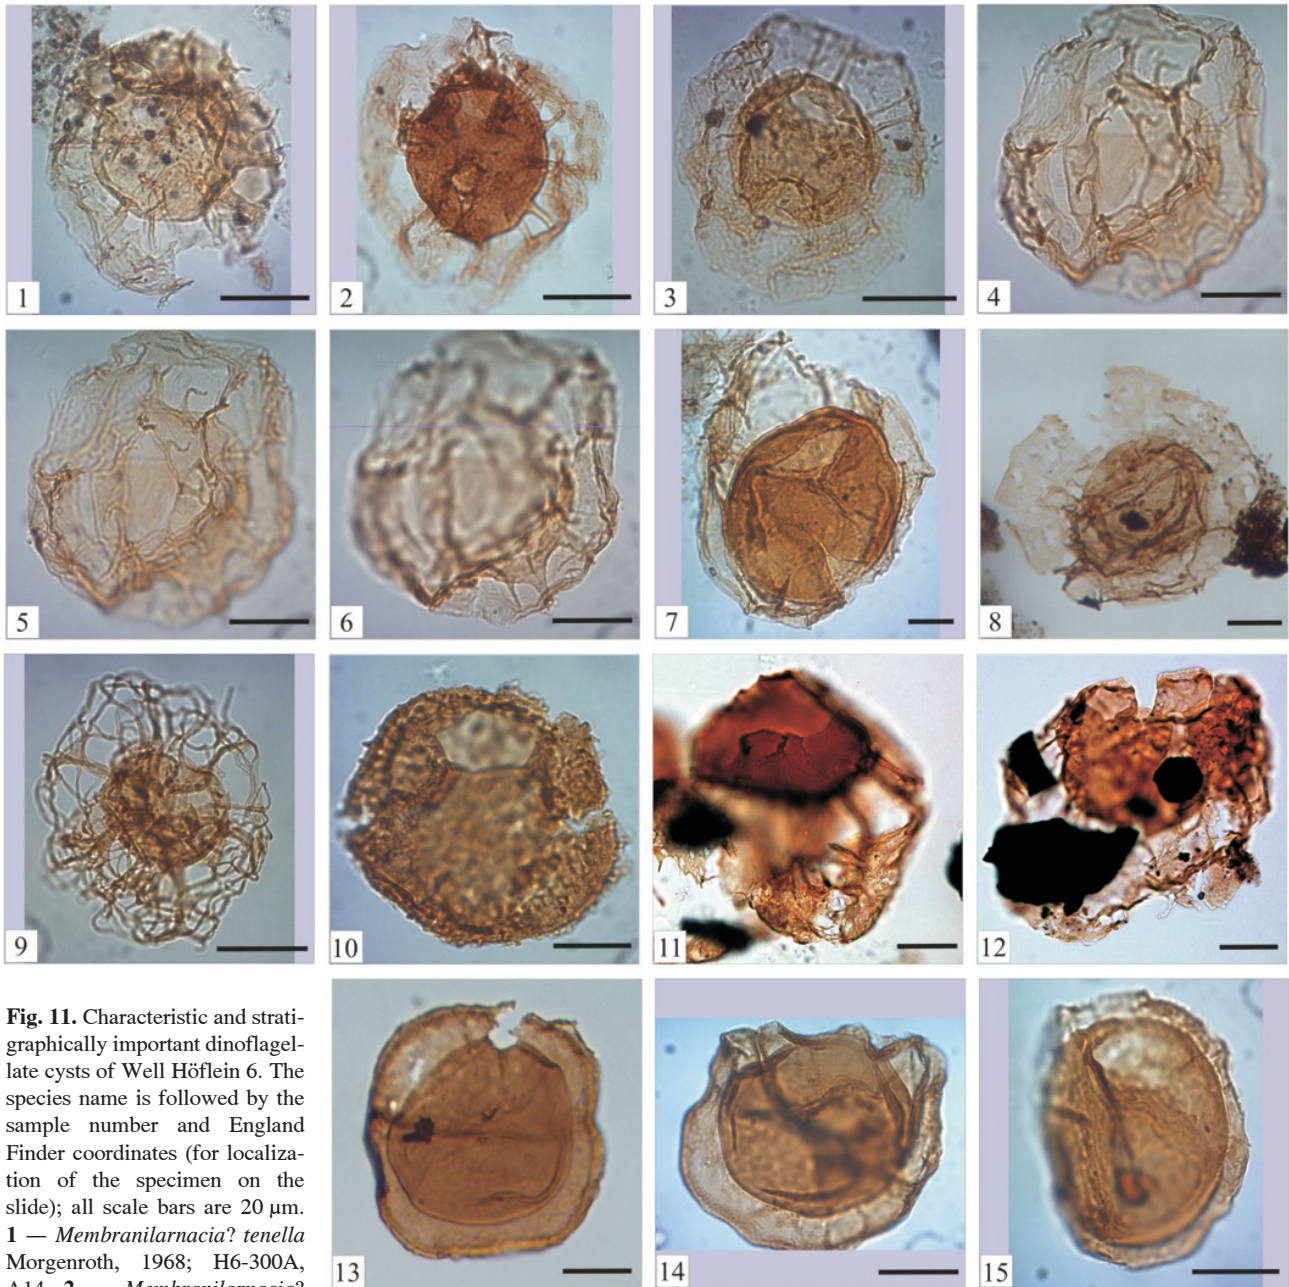 1
2
3
4
5
6
7
8
9
10
11
12
Fig. 11. Characteristic and strati-
graphically important dinoflagel-
late cysts of Well Höflein 6. The
species name is followed by the
sample number and England
Finder coordinates (for localiza-
tion of the specimen on the
slide); all scale bars are 20 µm.
1 — Membranilarnacia? tenella
Morgenroth, 1968; H6-300A,
A14 2 — Membranilarnacia?
13
14
15